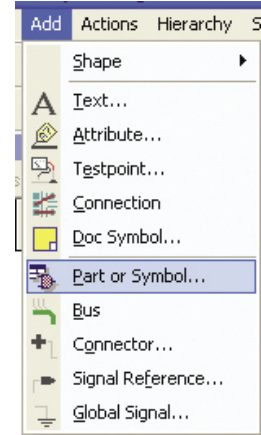 Add Actions Hierarchy S
Shape
Text...
Attribute...
Testpoint...
Connection
Doc Symbol...
Part or Symbol...
Bus
Connector...
Signal Reference...
Global Signal...